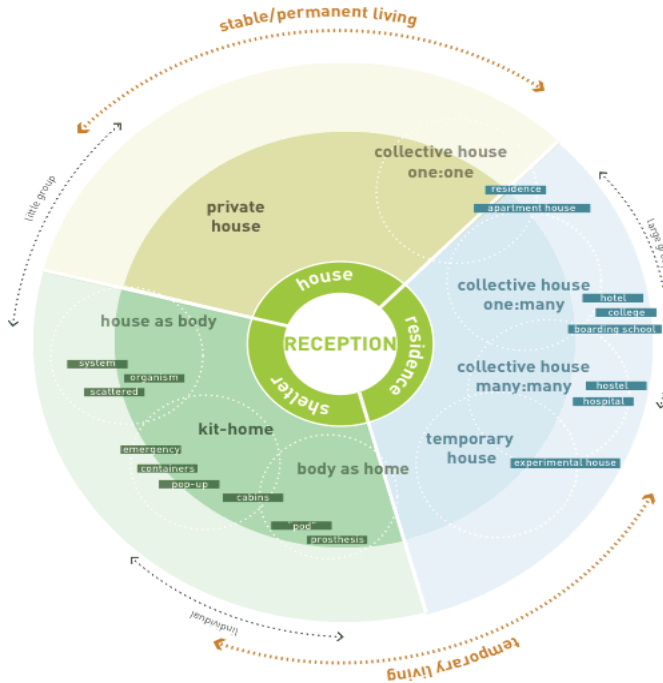 stable/permanent living
little group
collective house
one:one
residence
apartment house
private
house
large gr
house
residence
shelter
RECEPTION
collective house
one:many
hotel
college
boarding school
house as body
system
organism
scattered
collective house
many:many
hostel
hospital
kit-home
temporary
house
experimental house
emergency
containers
pop-up
cabins
body as home
"pod"
prosthesis
individual
temporary living